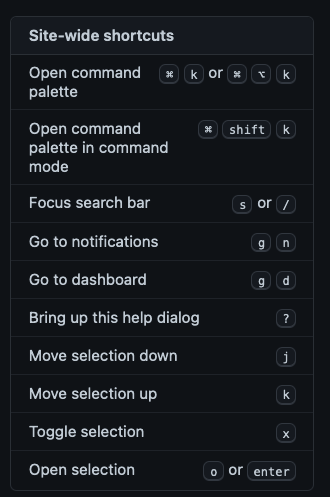 Site-wide shortcuts
Open command ⌘ k or ⌘ ⌥ k
palette
Open command ⌘ shift k
palette in command
mode
Focus search bar s or /
Go to notifications g n
Go to dashboard g d
Bring up this help dialog ?
Move selection down j
Move selection up k
Toggle selection x
Open selection o or enter